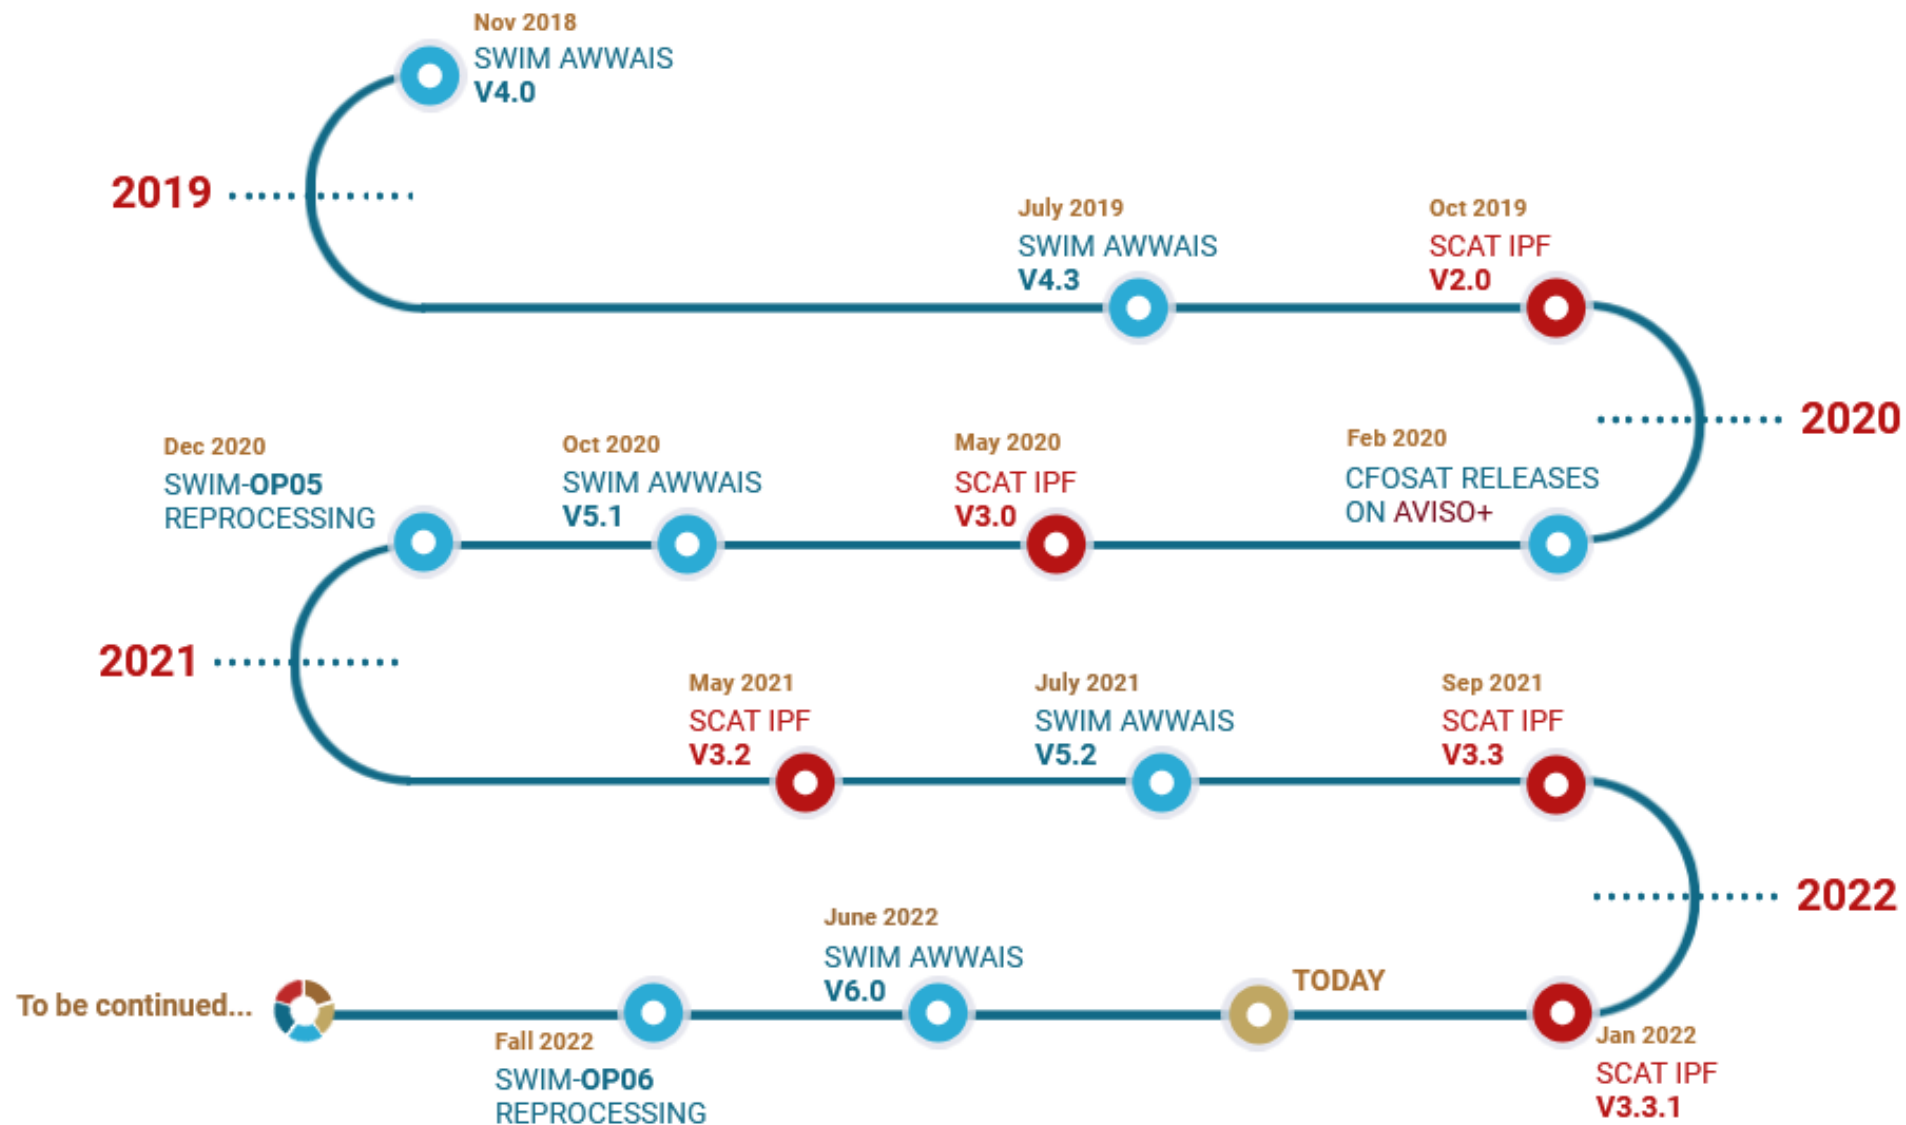 Nov 2018
SWIM AWWAIS
V4.0
2019
July 2019
SWIM AWWAIS
V4.3
Oct 2019
SCAT IPF
V2.0
2020
Dec 2020
SWIM-OP05
REPROCESSING
Oct 2020
SWIM AWWAIS
V5.1
May 2020
SCAT IPF
V3.0
Feb 2020
CFOSAT RELEASES
ON AVISO+
2021
May 2021
SCAT IPF
V3.2
July 2021
SWIM AWWAIS
V5.2
Sep 2021
SCAT IPF
V3.3
2022
To be continued...
Fall 2022
SWIM-OP06
REPROCESSING
June 2022
SWIM AWWAIS
V6.0
TODAY
Jan 2022
SCAT IPF
V3.3.1